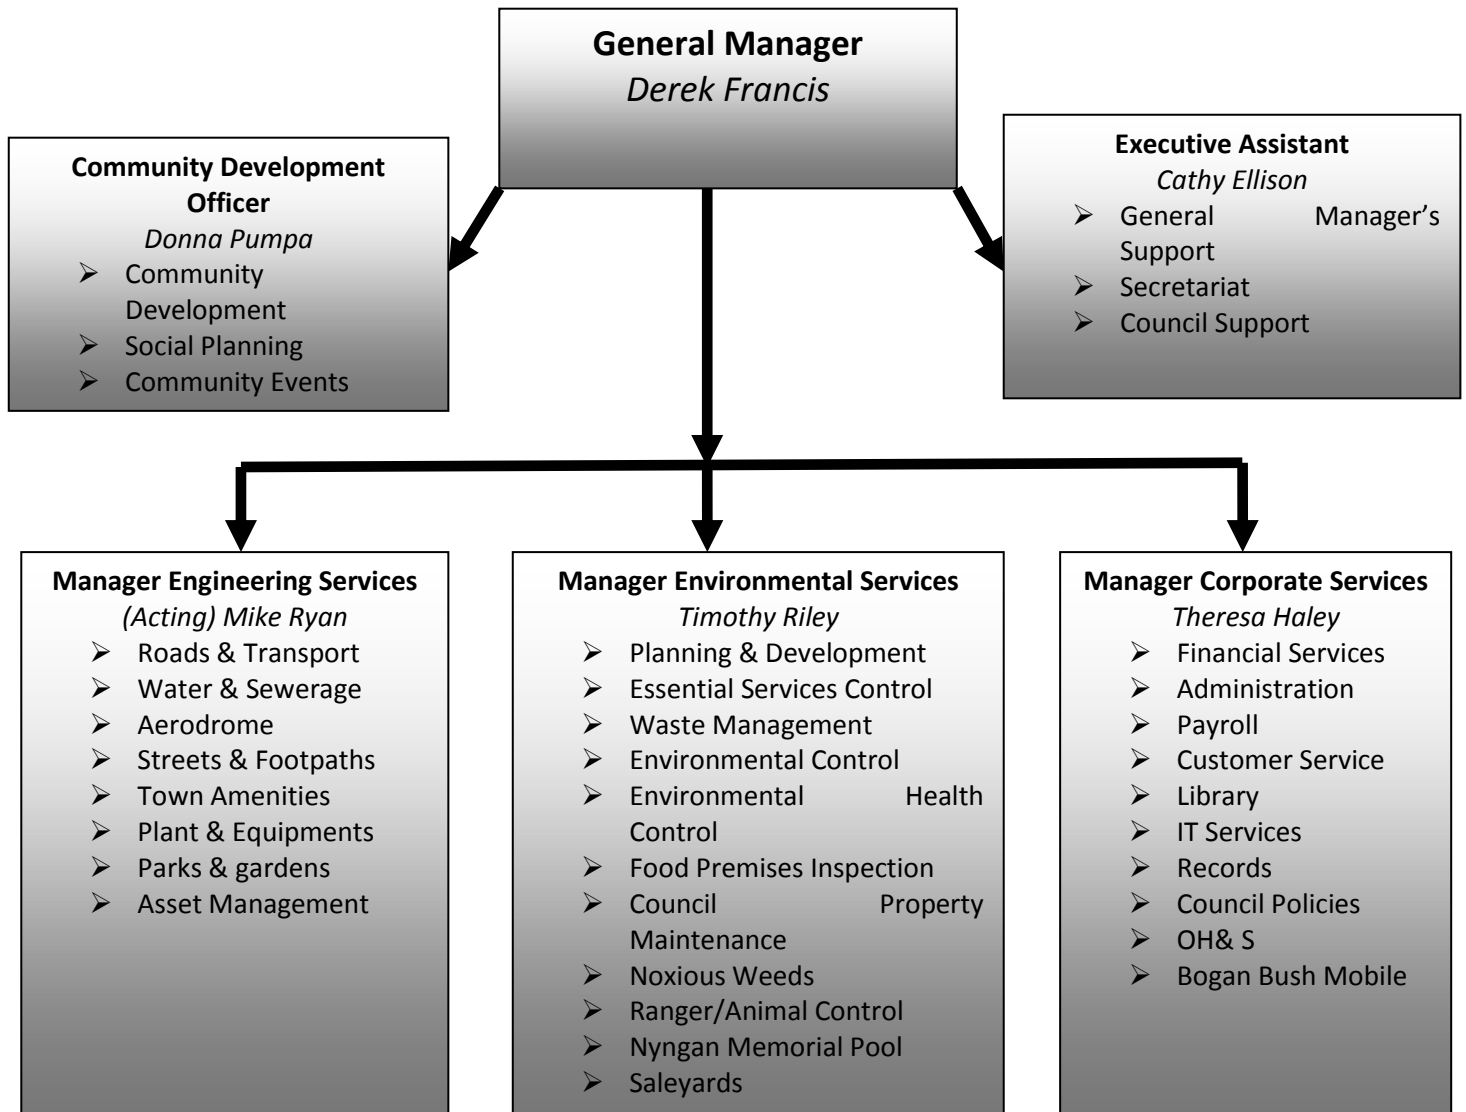 General Manager
Derek Francis
Community Development
Officer
Donna Pumpa
➢ Community
Development
➢ Social Planning
➢ Community Events
Executive Assistant
Cathy Ellison
➢ General Manager’s
Support
➢ Secretariat
➢ Council Support
Manager Engineering Services
(Acting) Mike Ryan
➢ Roads & Transport
➢ Water & Sewerage
➢ Aerodrome
➢ Streets & Footpaths
➢ Town Amenities
➢ Plant & Equipments
➢ Parks & gardens
➢ Asset Management
Manager Environmental Services
Timothy Riley
➢ Planning & Development
➢ Essential Services Control
➢ Waste Management
➢ Environmental Control
➢ Environmental Health
Control
➢ Food Premises Inspection
➢ Council Property
Maintenance
➢ Noxious Weeds
➢ Ranger/Animal Control
➢ Nyngan Memorial Pool
➢ Saleyards
Manager Corporate Services
Theresa Haley
➢ Financial Services
➢ Administration
➢ Payroll
➢ Customer Service
➢ Library
➢ IT Services
➢ Records
➢ Council Policies
➢ OH& S
➢ Bogan Bush Mobile